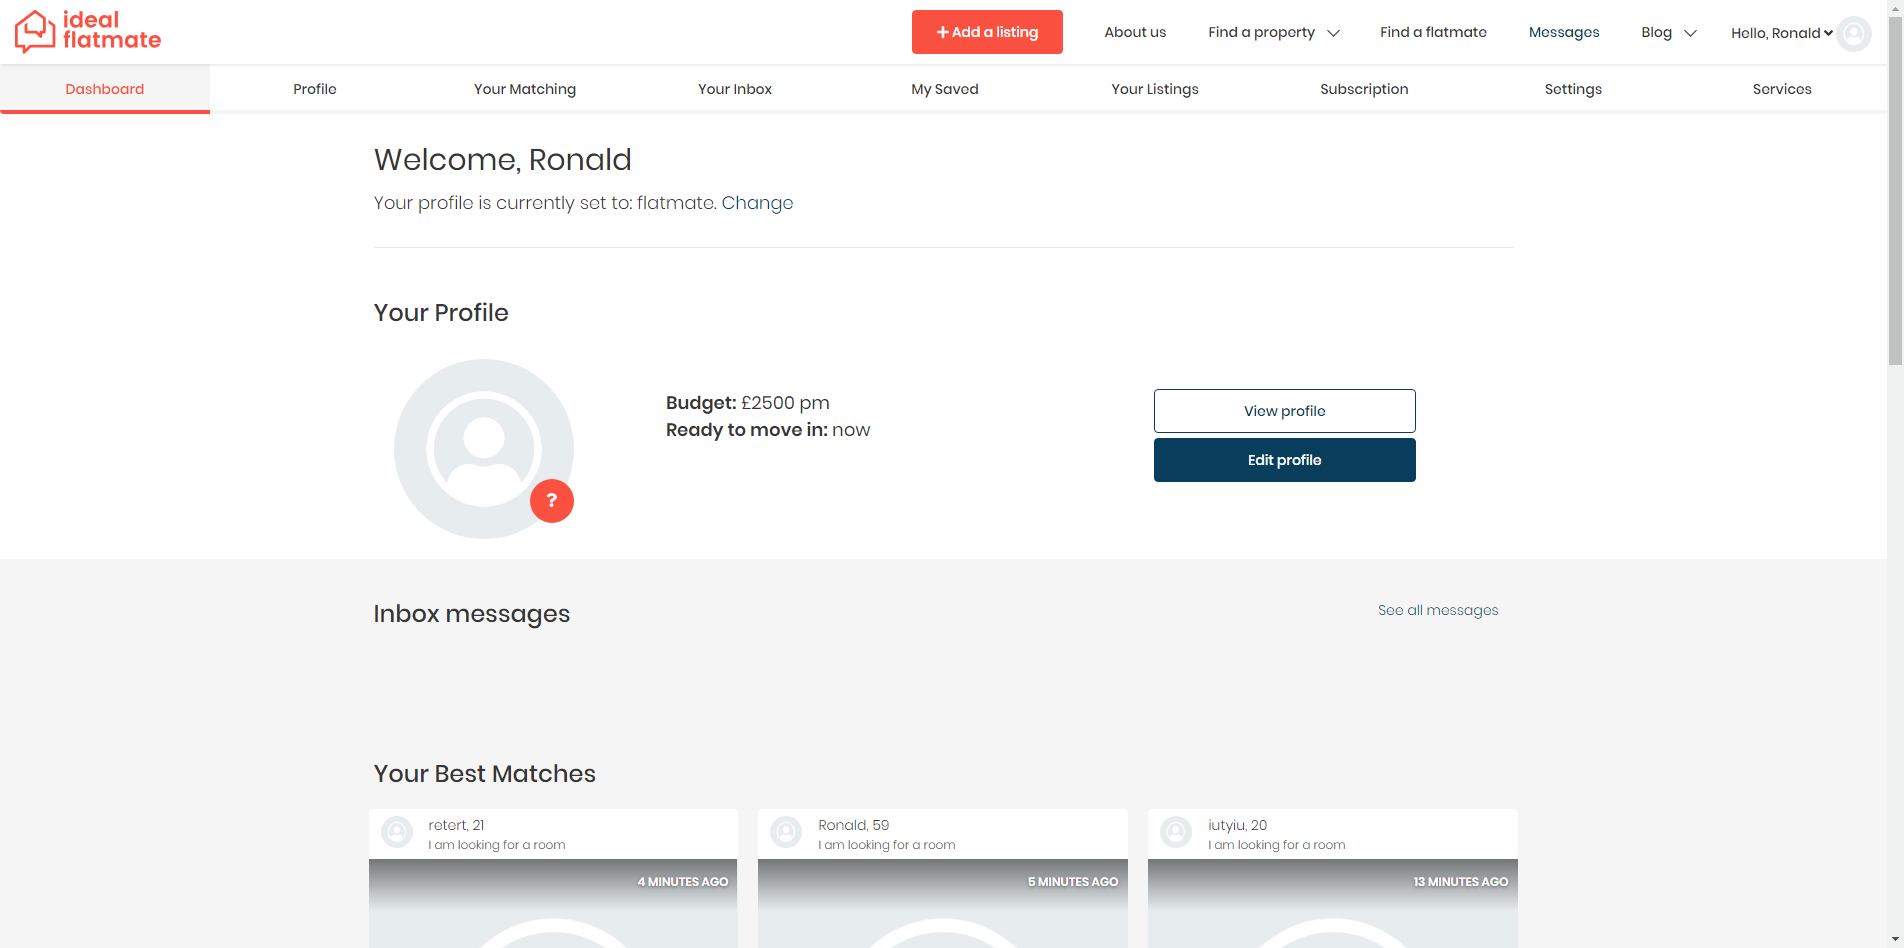 ideal
flatmate
+ Add a listing
About us
Find a property
Find a flatmate
Messages
Blog
Hello, Ronald
Dashboard
Profile
Your Matching
Your Inbox
My Saved
Your Listings
Subscription
Settings
Services
Welcome, Ronald
Your profile is currently set to: flatmate. Change
Your Profile
?
Budget: £2500 pm
Ready to move in: now
View profile
Edit profile
Inbox messages
See all messages
Your Best Matches
retert, 21
I am looking for a room
4 MINUTES AGO
Ronald, 59
I am looking for a room
5 MINUTES AGO
iutyiu, 20
I am looking for a room
13 MINUTES AGO